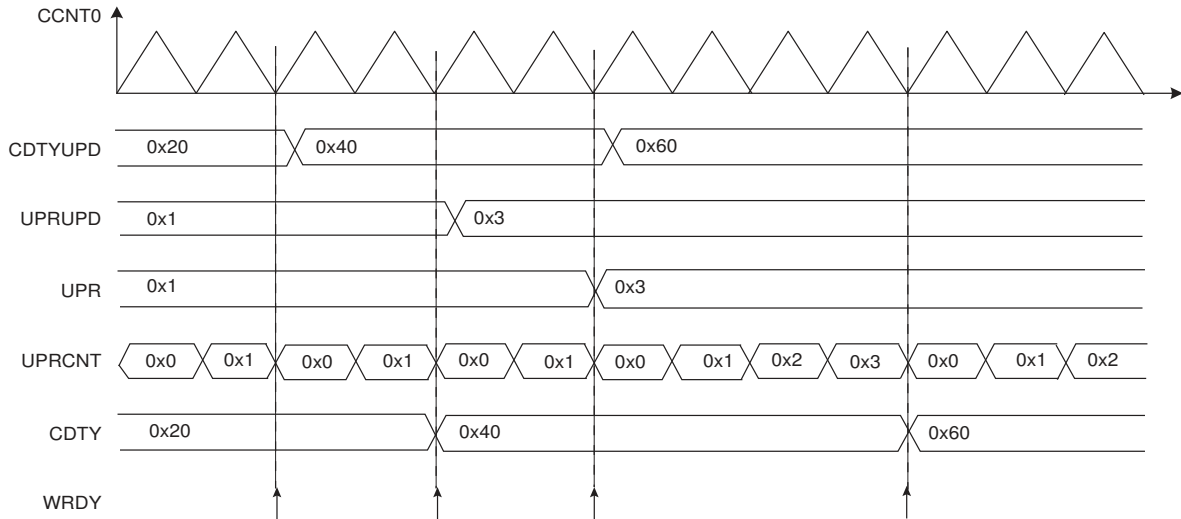 CCNT0
CDTYUPD 0x20 0x40 0x60
UPRUPD 0x1 0x3
UPR 0x1 0x3
UPRCNT 0x0 0x1 0x0 0x1 0x0 0x1 0x0 0x1 0x2 0x3 0x0 0x1 0x2
CDTY 0x20 0x40 0x60
WRDY